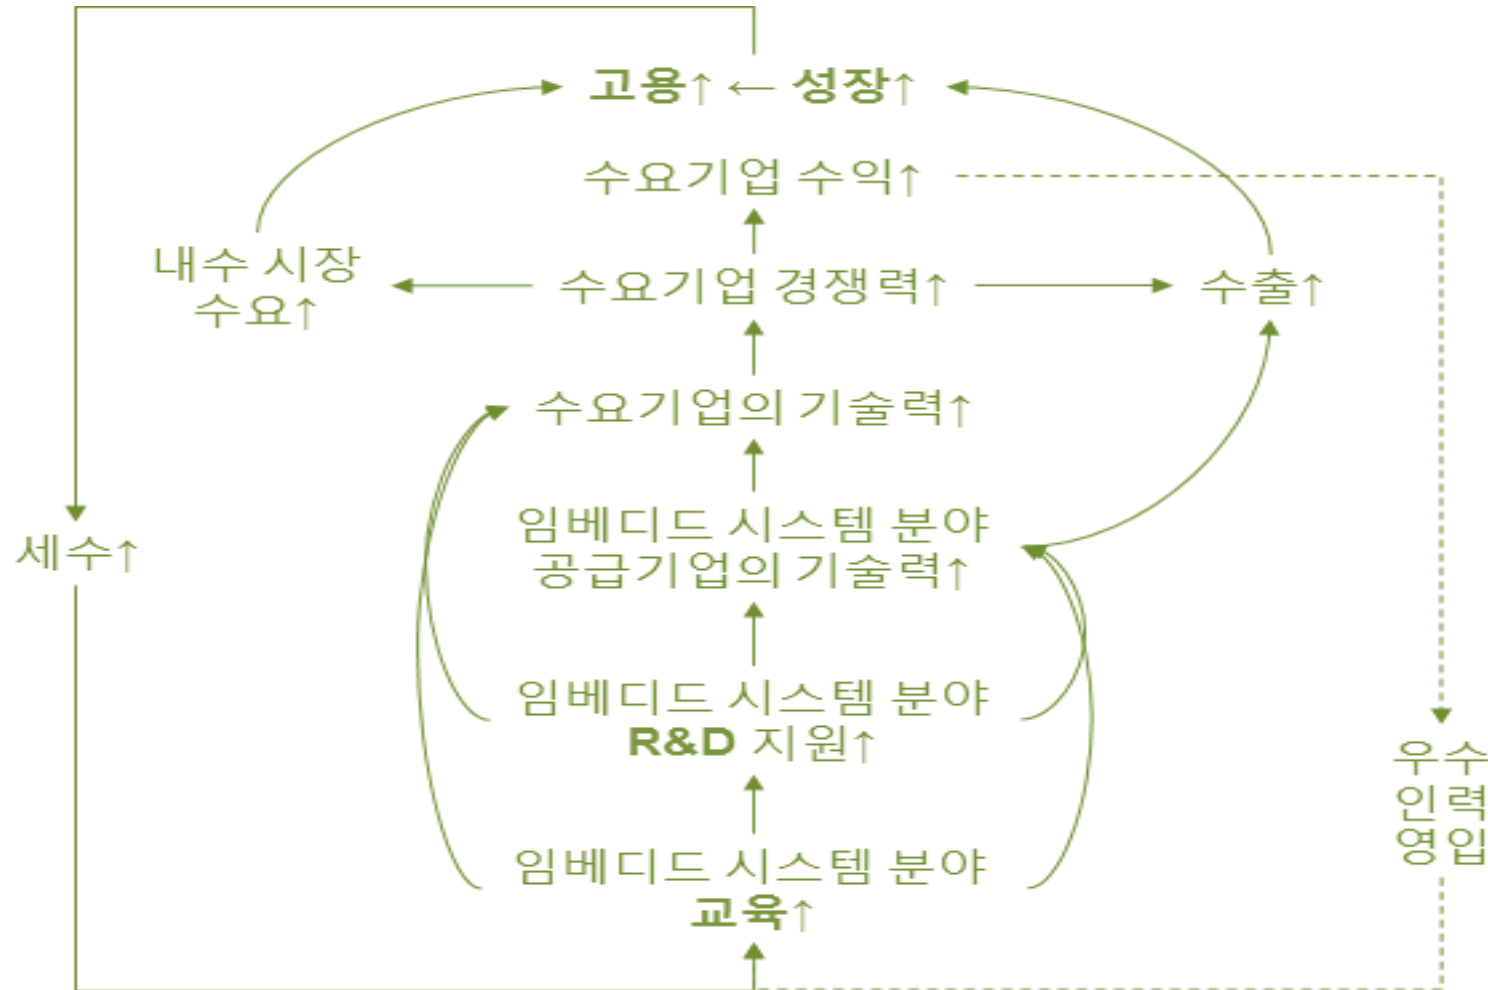 고용↑ ← 성장↑
수요기업 수익↑
내수 시장
수요↑
수요기업 경쟁력↑
수출↑
수요기업의 기술력↑
임베디드 시스템 분야
공급기업의 기술력↑
세수↑
임베디드 시스템 분야
R&D 지원↑
우수
인력
영입
임베디드 시스템 분야
교육↑